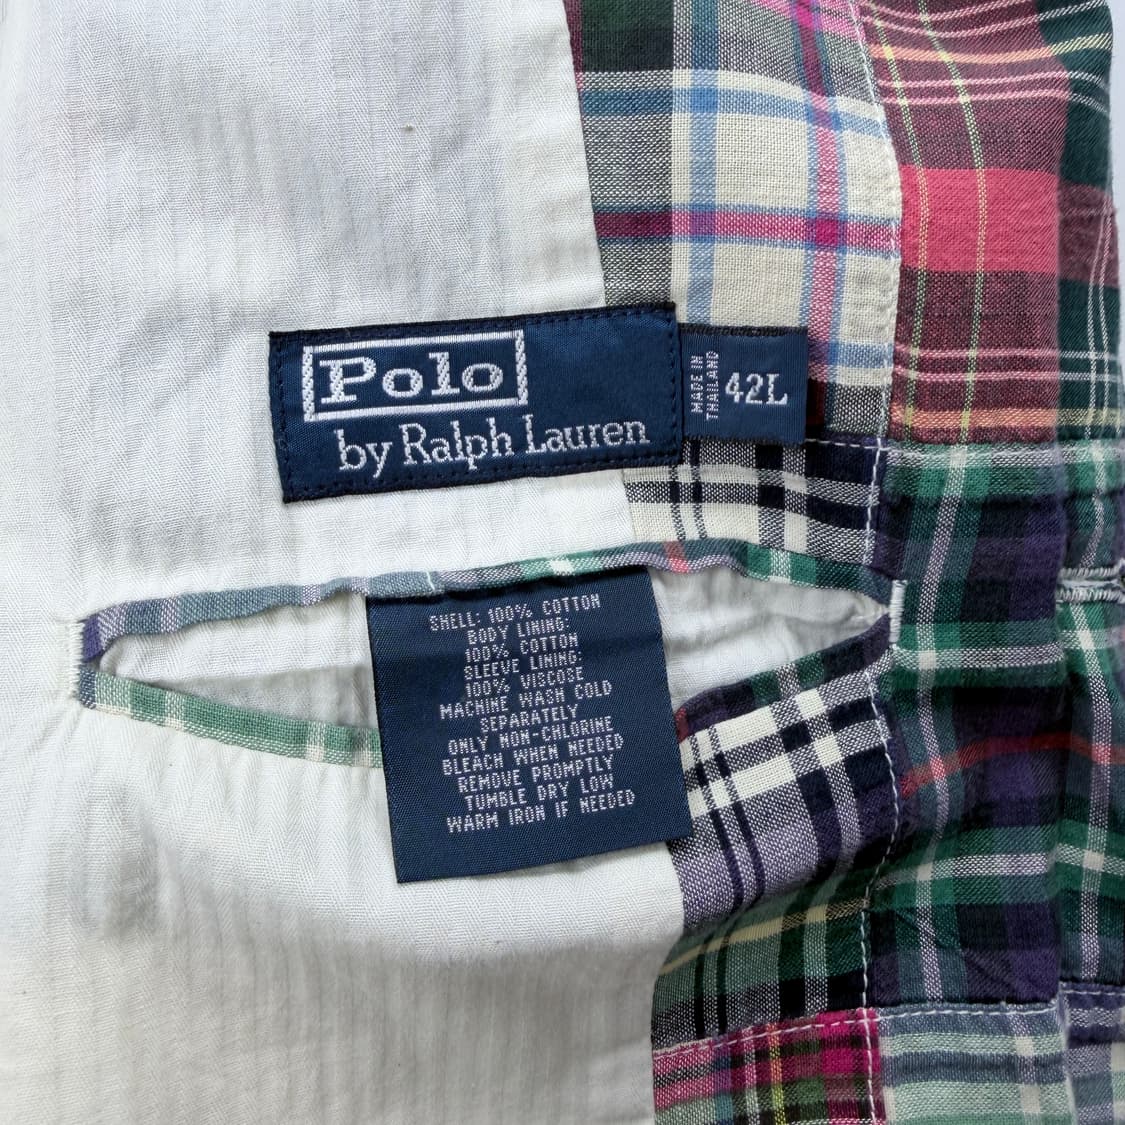 Polo
by Ralph Lauren
MADE IN
THAILAND
42L
SHELL: 100% COTTON
BODY LINING:
100% COTTON
SLEEVE LINING:
100% VISCOSE
MACHINE WASH COLD
SEPARATELY
ONLY NON-CHLORINE
BLEACH WHEN NEEDED
REMOVE PROMPTLY
TUMBLE DRY LOW
WARM IRON IF NEEDED